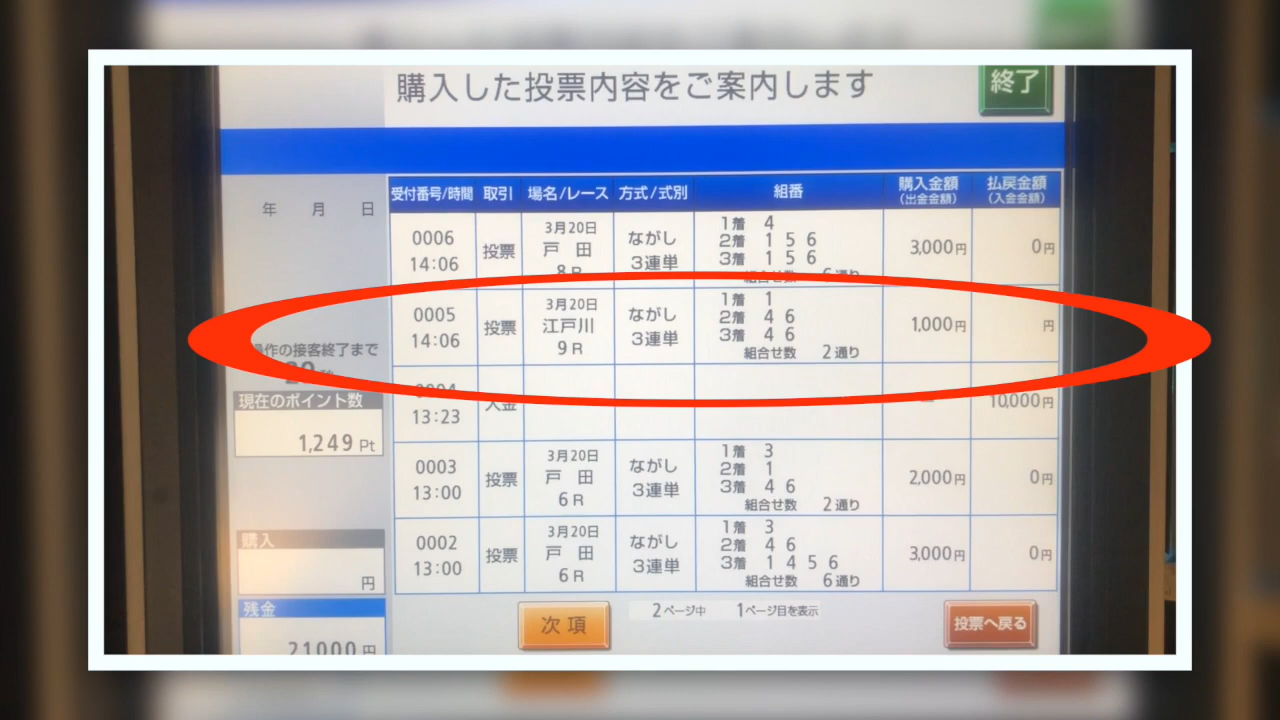 購入した投票内容をご案内します
終了
年 月 日
受付番号/時間 取引 場名/レース 方式/式別 組番 購入金額 払戻金額
(出金金額) (入金金額)
0006 14:06 投票 3月20日 戸田 8R ながし 3連単 1着 4
2着 1 5 6
3着 1 5 6
組合せ数 6通り 3,000円 0円
0005 14:06 投票 3月20日 江戸川 9R ながし 3連単 1着 1
2着 4 6
3着 4 6
組合せ数 2通り 1,000円 円
操作の接客終了まで
0004 13:23 入金 10,000円
現在のポイント数
1,249 Pt
0003 13:00 投票 3月20日 戸田 6R ながし 3連単 1着 3
2着 1
3着 4 6
組合せ数 2通り 2,000円 0円
0002 13:00 投票 3月20日 戸田 6R ながし 3連単 1着 3
2着 4 6
3着 1 4 5 6
組合せ数 6通り 3,000円 0円
購入
円
残金
21000円
次項
2ページ中 1ページ目を表示
投票へ戻る